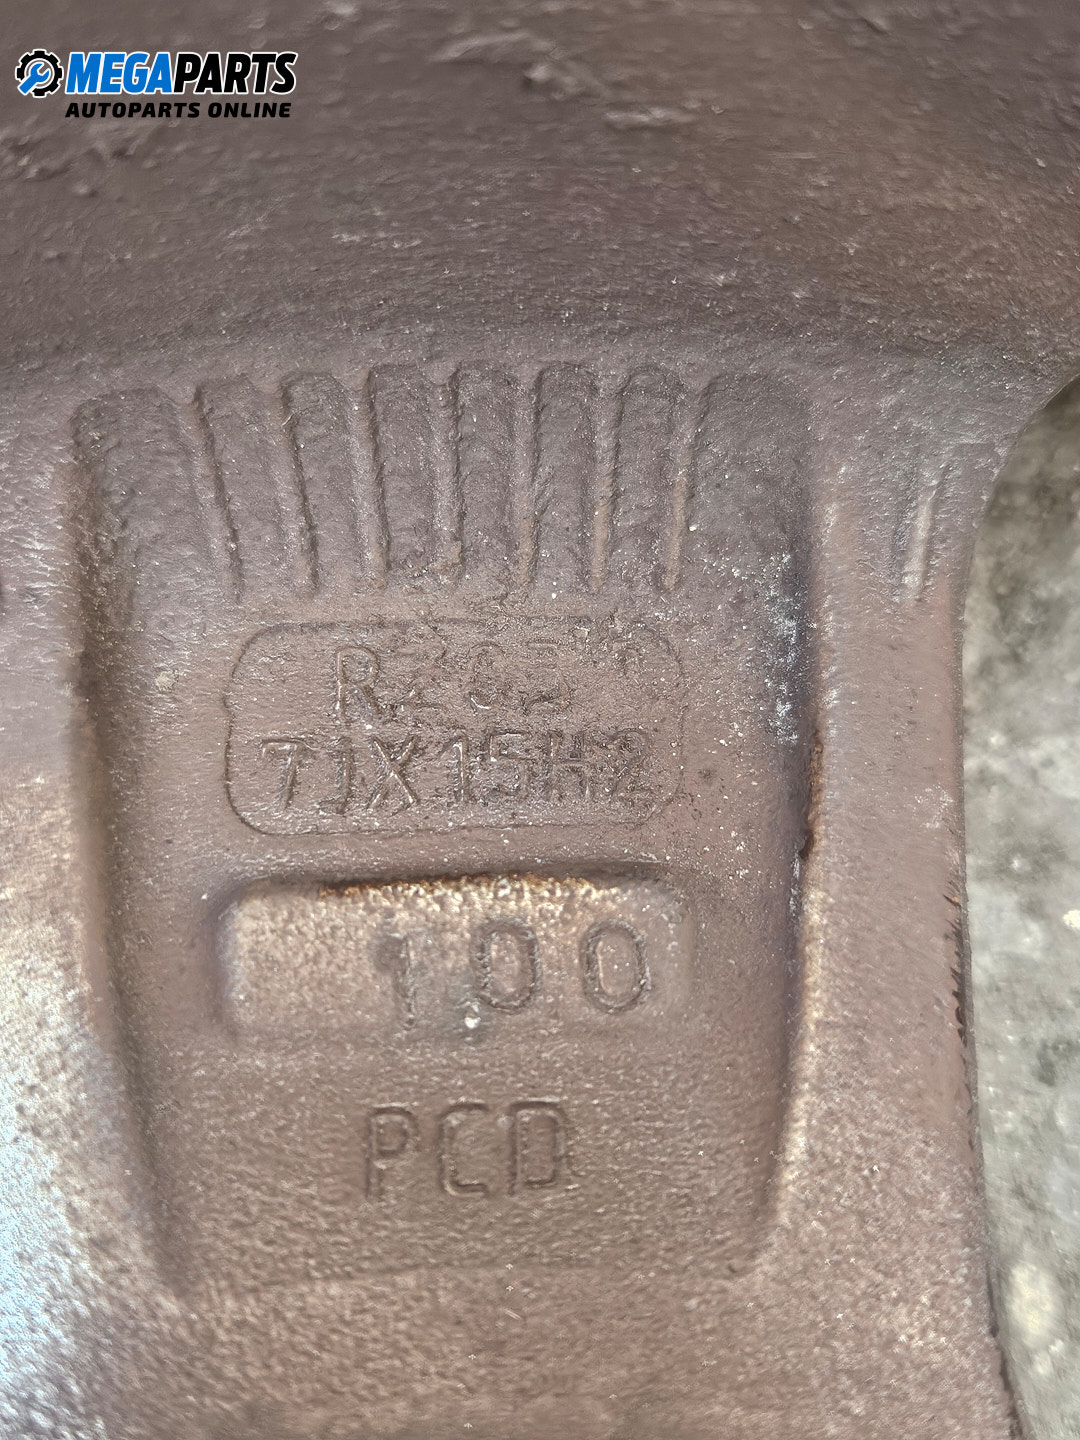 MEGAPARTS
AUTOPARTS ONLINE
7JX15H2
100
PCD